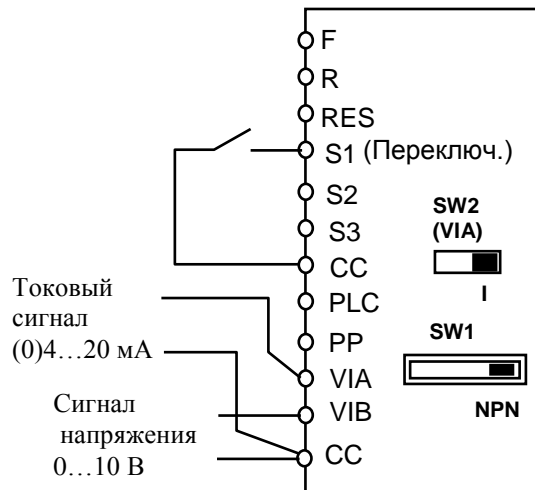 F
R
RES
S1 (Переключ.)
S2
S3
CC
PLC
PP
VIA
VIB
CC
SW2
(VIA)
I
SW1
NPN
Токовый
сигнал
(0)4…20 мА
Сигнал
напряжения
0…10 В